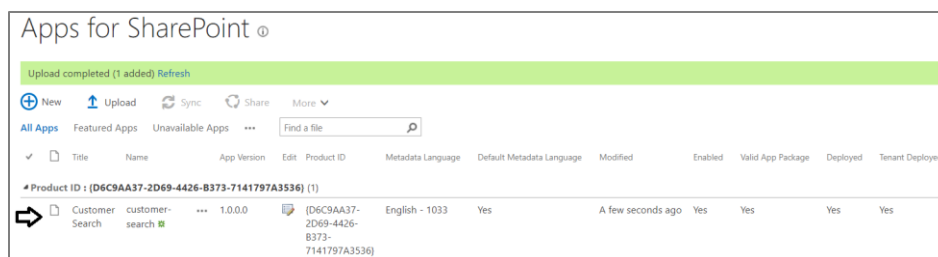 Apps for SharePoint
Upload completed (1 added) Refresh
New Upload Sync Share More
All Apps Featured Apps Unavailable Apps ••• Find a file
Title Name App Version Edit Product ID Metadata Language Default Metadata Language Modified Enabled Valid App Package Deployed Tenant Deploye
Product ID : {D6C9AA37-2D69-4426-B373-7141797A3536} (1)
Customer customer- ••• 1.0.0.0 {D6C9AA37- English - 1033 Yes A few seconds ago Yes Yes Yes Yes
Search search 2D69-4426-
B373-
7141797A3536}